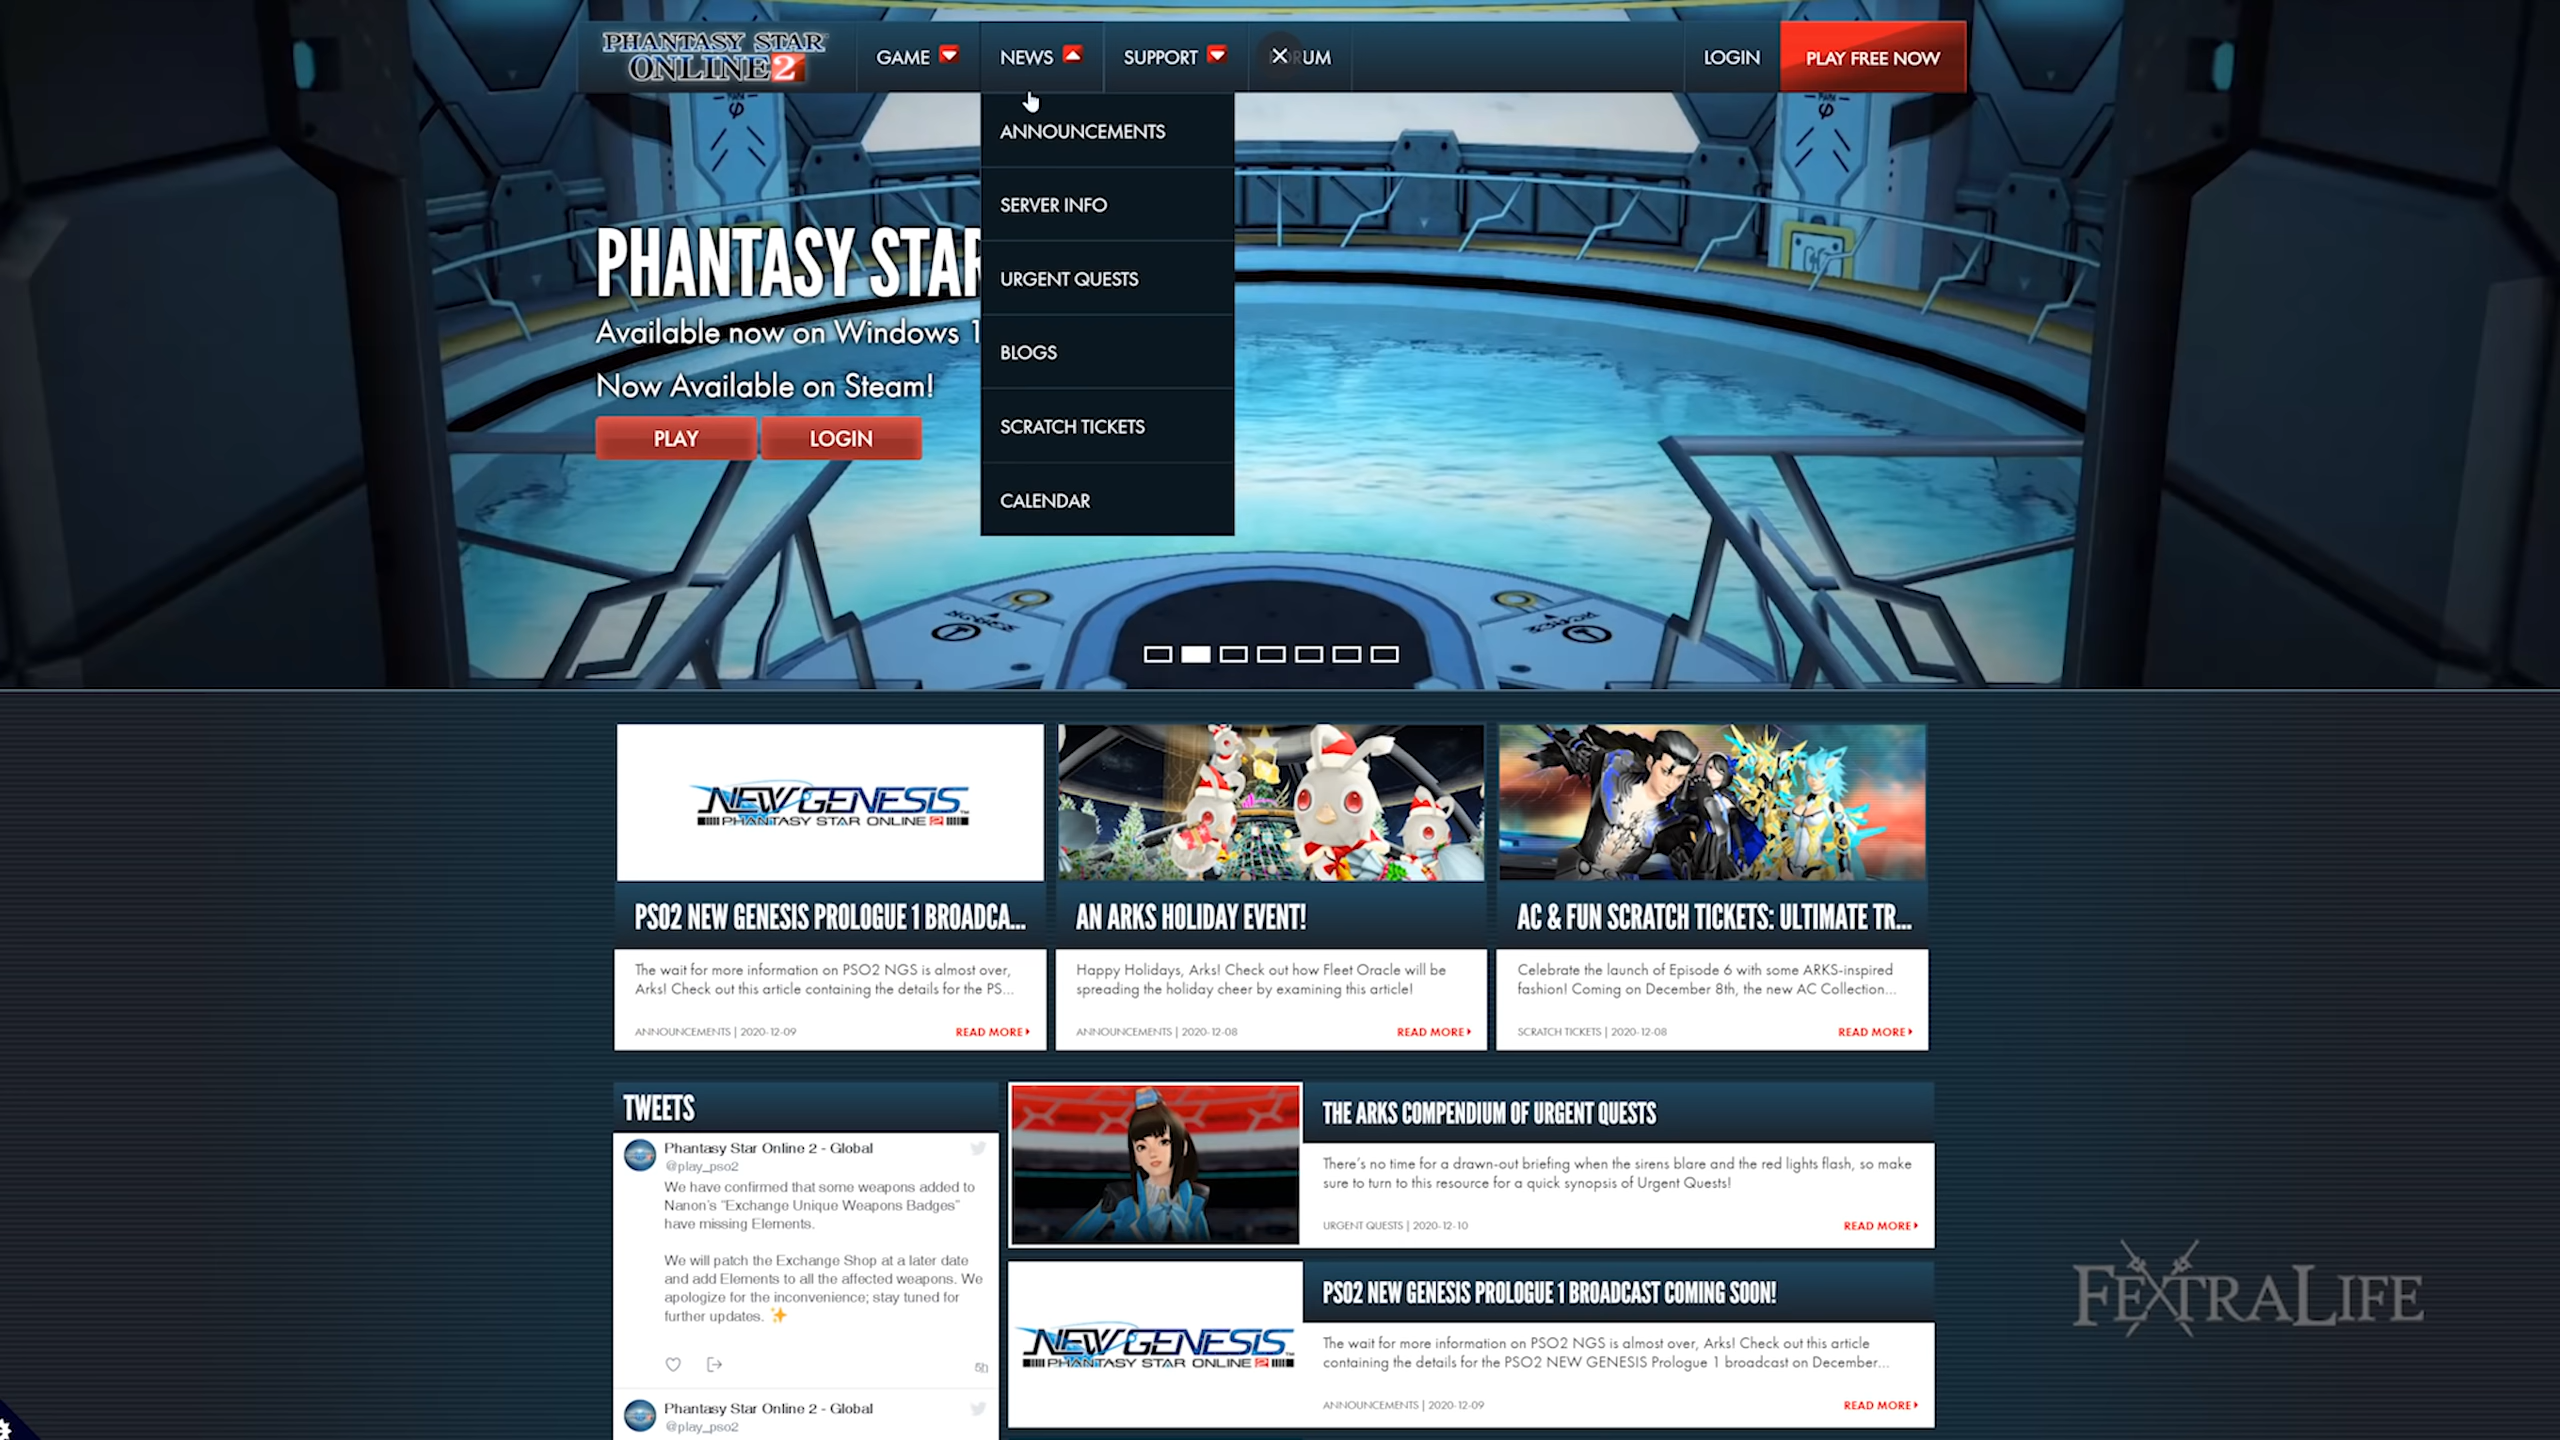 PHANTASY STAR
ONLINE 2
GAME
NEWS
SUPPORT
UM
LOGIN
PLAY FREE NOW
ANNOUNCEMENTS
SERVER INFO
URGENT QUESTS
BLOGS
SCRATCH TICKETS
CALENDAR
PHANTASY STAR
Available now on Windows 1
Now Available on Steam!
PLAY
LOGIN
NEW GENESIS
PHANTASY STAR ONLINE 2
PSO2 NEW GENESIS PROLOGUE 1 BROADCA...
The wait for more information on PSO2 NGS is almost over,
Arks! Check out this article containing the details for the PS...
ANNOUNCEMENTS | 2020-12-09
READ MORE
AN ARKS HOLIDAY EVENT!
Happy Holidays, Arks! Check out how Fleet Oracle will be
spreading the holiday cheer by examining this article!
ANNOUNCEMENTS | 2020-12-08
READ MORE
AC & FUN SCRATCH TICKETS: ULTIMATE TR...
Celebrate the launch of Episode 6 with some ARKS-inspired
fashion! Coming on December 8th, the new AC Collection...
SCRATCH TICKETS | 2020-12-08
READ MORE
TWEETS
Phantasy Star Online 2 - Global
@play_pso2
We have confirmed that some weapons added to
Nanon's "Exchange Unique Weapons Badges"
have missing Elements.
We will patch the Exchange Shop at a later date
and add Elements to all the affected weapons. We
apologize for the inconvenience; stay tuned for
further updates. ✨
5h
Phantasy Star Online 2 - Global
@play_pso2
THE ARKS COMPENDIUM OF URGENT QUESTS
There's no time for a drawn-out briefing when the sirens blare and the red lights flash, so make
sure to turn to this resource for a quick synopsis of Urgent Quests!
URGENT QUESTS | 2020-12-10
READ MORE
NEW GENESIS
PHANTASY STAR ONLINE 2
PSO2 NEW GENESIS PROLOGUE 1 BROADCAST COMING SOON!
The wait for more information on PSO2 NGS is almost over, Arks! Check out this article
containing the details for the PSO2 NEW GENESIS Prologue 1 broadcast on December...
ANNOUNCEMENTS | 2020-12-09
READ MORE
FEXTRALIFE